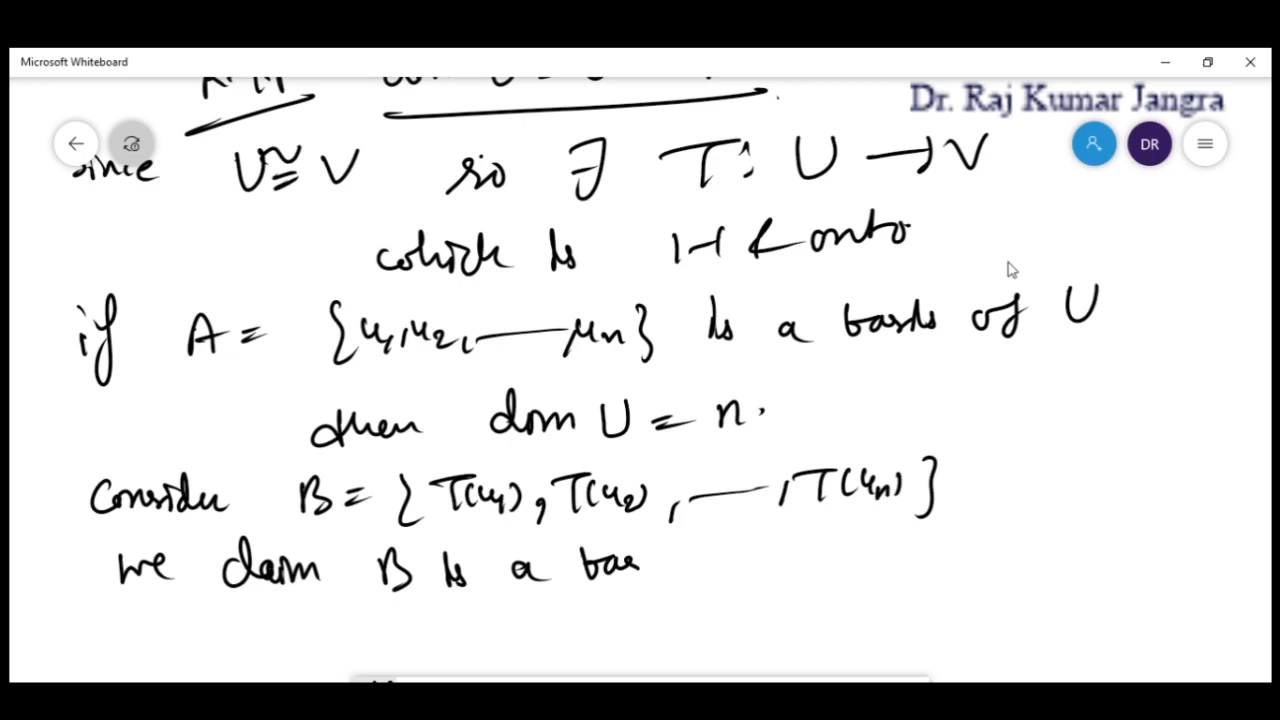 Microsoft Whiteboard
Dr. Raj Kumar Jangra
DR
since U ≅ V so ∃ T: U → V
which is 1-1 & onto
if A = {u1, u2, — un} is a basis of U
then dim U = n.
Consider B = {T(u1), T(u2), —, T(un)}
we claim B is a bas